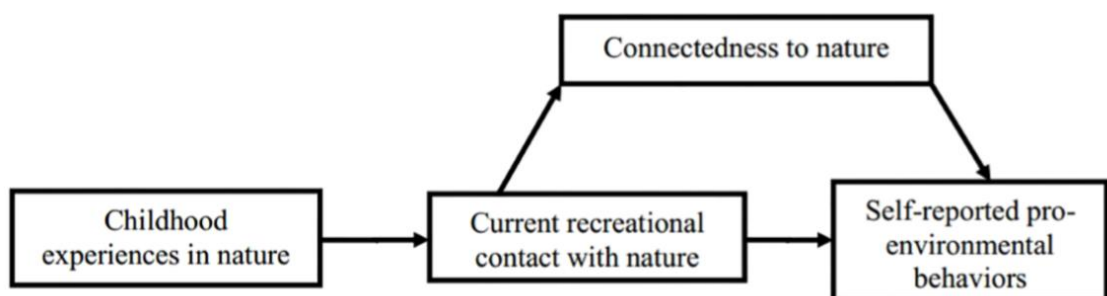 Connectedness to nature
Childhood
experiences in nature
Current recreational
contact with nature
Self-reported pro-
environmental
behaviors